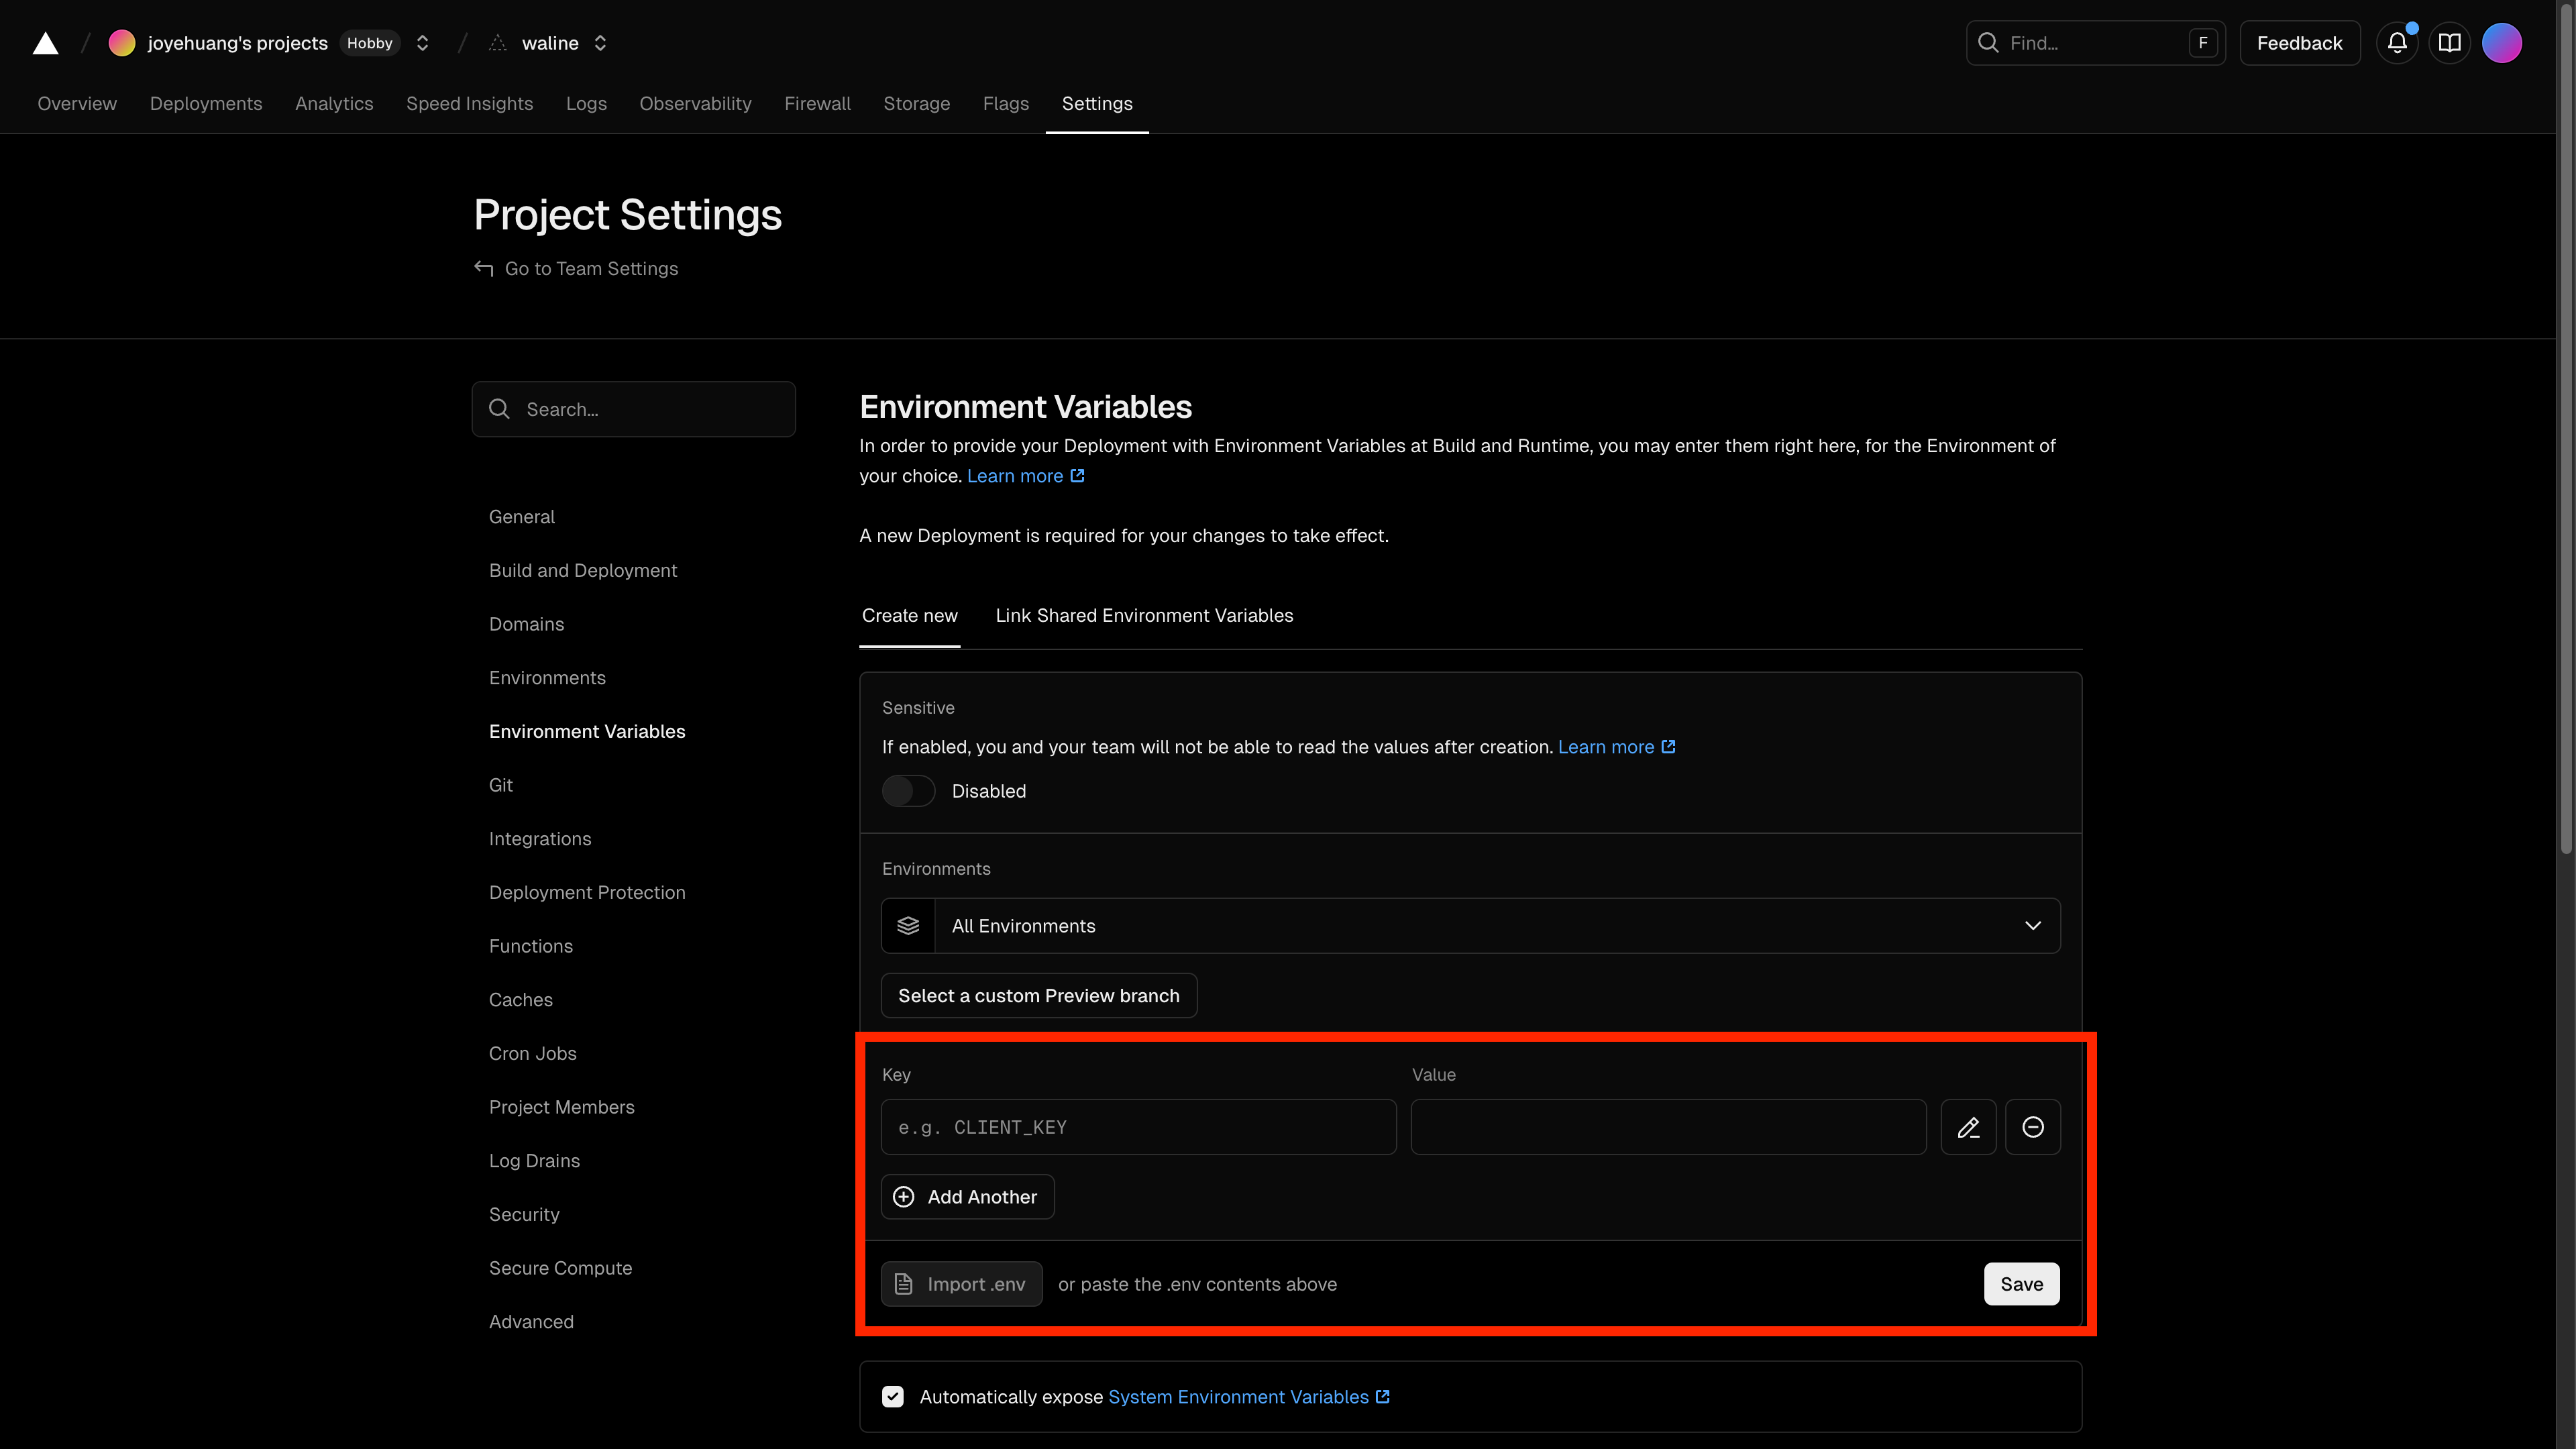 joyehuang's projects Hobby waline Find... F Feedback
Overview Deployments Analytics Speed Insights Logs Observability Firewall Storage Flags Settings
Project Settings
Go to Team Settings
Search...
General
Build and Deployment
Domains
Environments
Environment Variables
Git
Integrations
Deployment Protection
Functions
Caches
Cron Jobs
Project Members
Log Drains
Security
Secure Compute
Advanced
Environment Variables
In order to provide your Deployment with Environment Variables at Build and Runtime, you may enter them right here, for the Environment of
your choice. Learn more
A new Deployment is required for your changes to take effect.
Create new Link Shared Environment Variables
Sensitive
If enabled, you and your team will not be able to read the values after creation. Learn more
Disabled
Environments
All Environments
Select a custom Preview branch
Key Value
e.g. CLIENT_KEY
Add Another
Import .env or paste the .env contents above Save
Automatically expose System Environment Variables